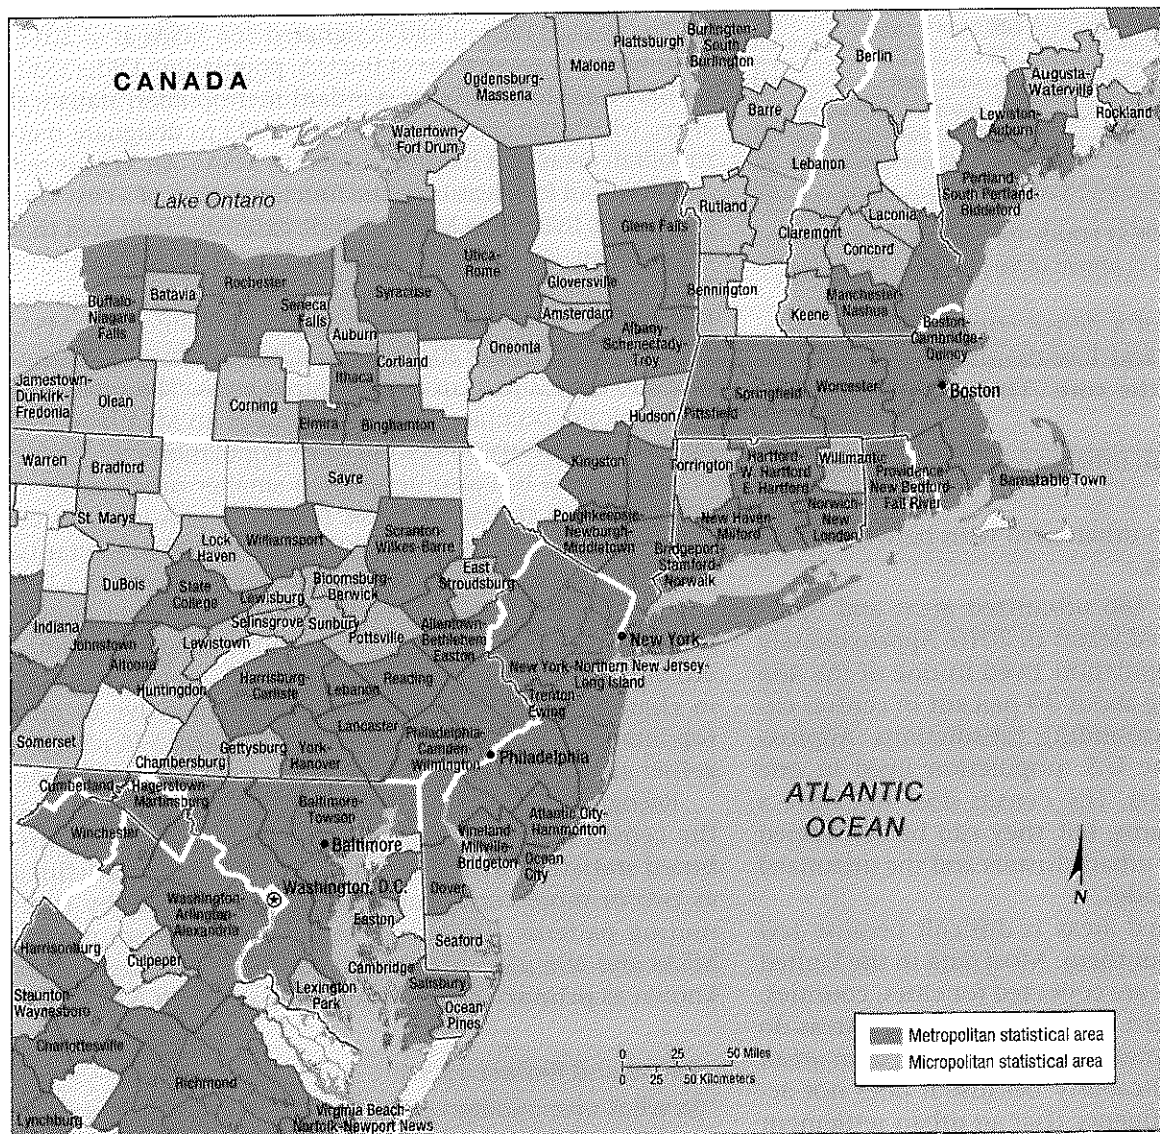 CANADA
Plattsburgh
Burlington-
South
Burlington
Malone
Ogdensburg-
Massena
Berlin
Augusta-
Waterville
Barre
Lewiston-
Auburn
Rockland
Watertown-
Fort Drum
Lebanon
Lake Ontario
Portland-
South Portland-
Biddeford
Rutland
Laconia
Glens Falls
Claremont
Concord
Utica-
Rome
Rochester
Gloversville
Bennington
Buffalo-
Niagara
Falls
Batavia
Syracuse
Seneca
Falls
Amsterdam
Manchester-
Nashua
Keene
Auburn
Albany
Schenectady-
Troy
Boston-
Cambridge-
Quincy
Oneonta
Cortland
Jamestown-
Dunkirk-
Fredonia
Ithaca
Olean
Corning
Springfield
Worcester
Boston
Hudson
Pittsfield
Elmira
Binghamton
Warren
Bradford
Sayre
Kingston
Torrington
Hartford
W. Hartford
E. Hartford
Willimantic
Providence-
New Bedford-
Fall River
Barnstable Town
St. Marys
Norwich-
New
London
Poughkeepsie-
Newburgh-
Middletown
New Haven
Milford
Scranton-
Wilkes-Barre
Williamsport
Lock
Haven
Bridgeport-
Stamford-
Norwalk
East
Stroudsburg
DuBois
State
College
Bloomsburg-
Berwick
Lewisburg
Selinsgrove
Sunbury
Allentown-
Bethlehem
Easton
Indiana
Johnstown
Altoona
Lewistown
Pottsville
New York
New York-Northern New Jersey-
Long Island
Huntingdon
Harrisburg-
Carlisle
Lebanon
Reading
Trenton
Ewing
Somerset
Chambersburg
Gettysburg
York-
Hanover
Lancaster
Philadelphia-
Camden-
Wilmington
Philadelphia
Cumberland
Hagerstown-
Martinsburg
Baltimore-
Towson
ATLANTIC
OCEAN
Winchester
Baltimore
Vineland-
Millville-
Bridgeton
Atlantic City-
Hammonton
Ocean
City
Washington, D.C.
Dover
Washington-
Arlington-
Alexandria
Easton
N
Harrisonburg
Culpeper
Seaford
Cambridge
Salisbury
Lexington
Park
Ocean
Pines
Staunton-
Waynesboro
Charlottesville
Richmond
Lynchburg
Virginia Beach-
Norfolk-Newport News
0 25 50 Miles
0 25 50 Kilometers
Metropolitan statistical area
Micropolitan statistical area